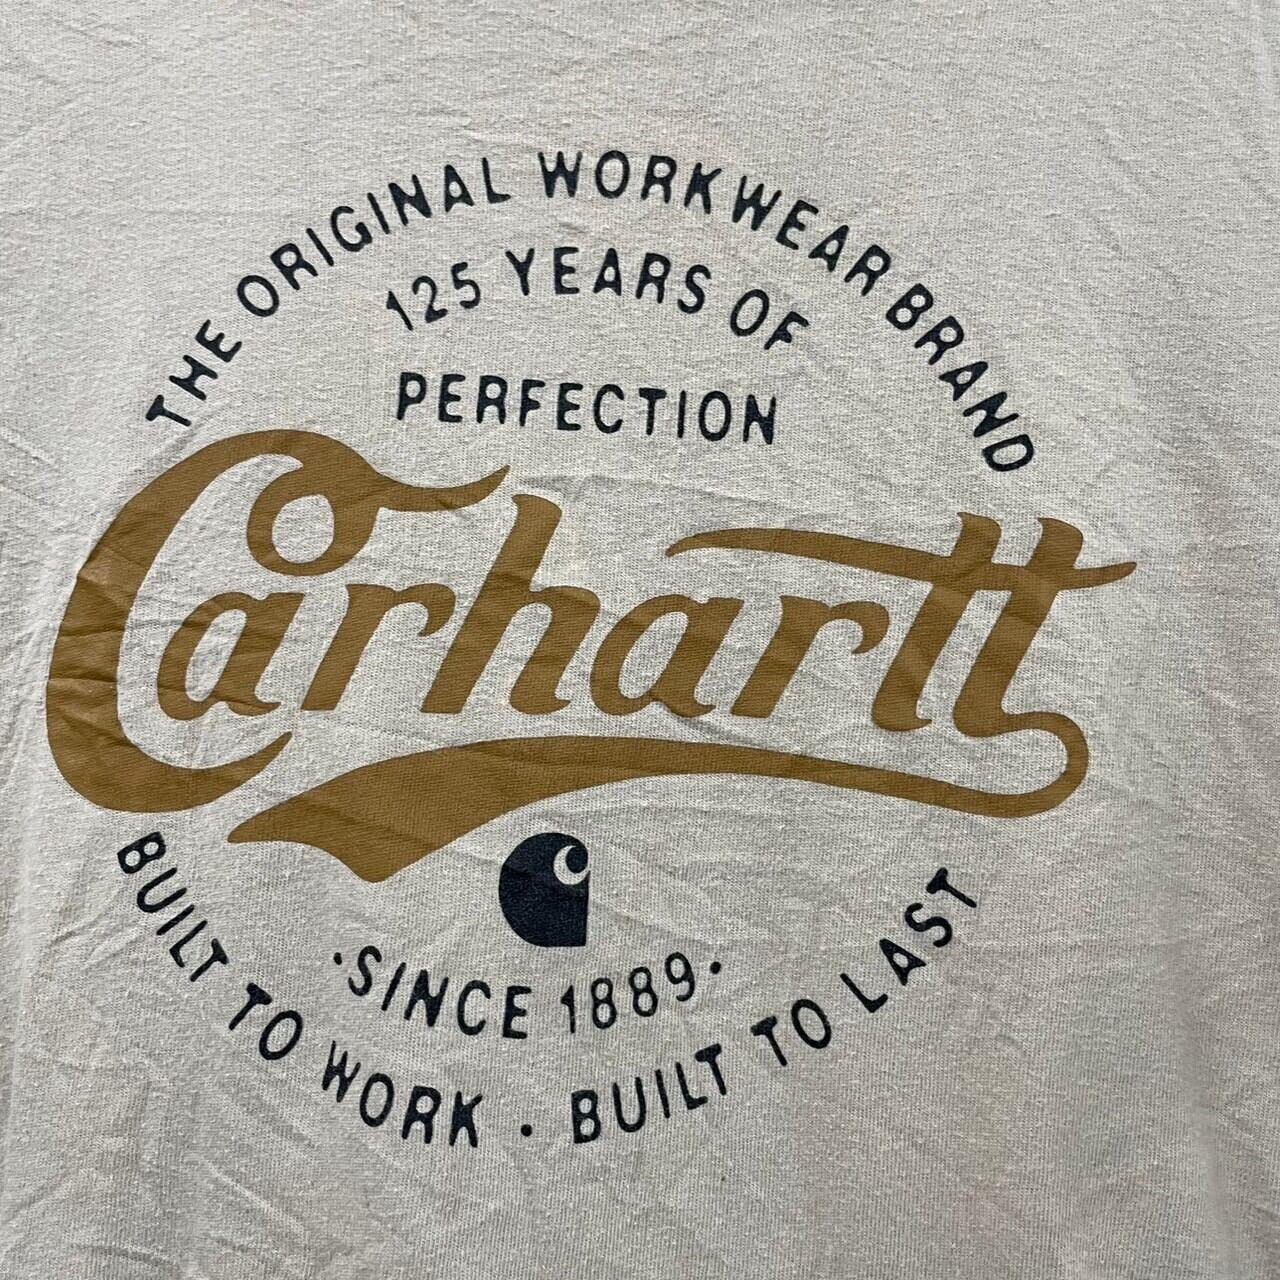 THE ORIGINAL WORKWEAR BRAND
125 YEARS OF
PERFECTION
Carhartt
·SINCE 1889·
BUILT TO WORK · BUILT TO LAST